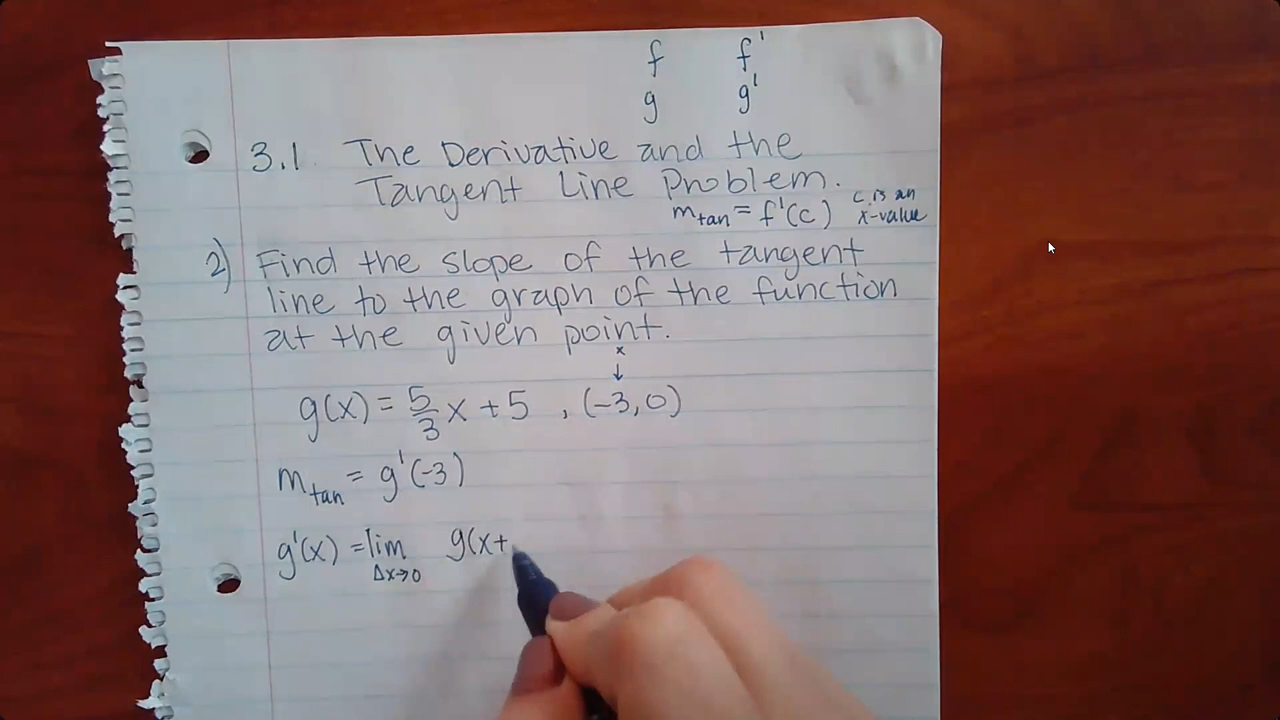 f f'
g g'
3.1. The Derivative and the
Tangent Line Problem.
m_tan = f'(c) c is an
x-value
2) Find the slope of the tangent
line to the graph of the function
at the given point.
x
↓
g(x) = 5/3 x + 5 , (-3, 0)
m_tan = g'(-3)
g'(x) = lim g(x+
Δx→0